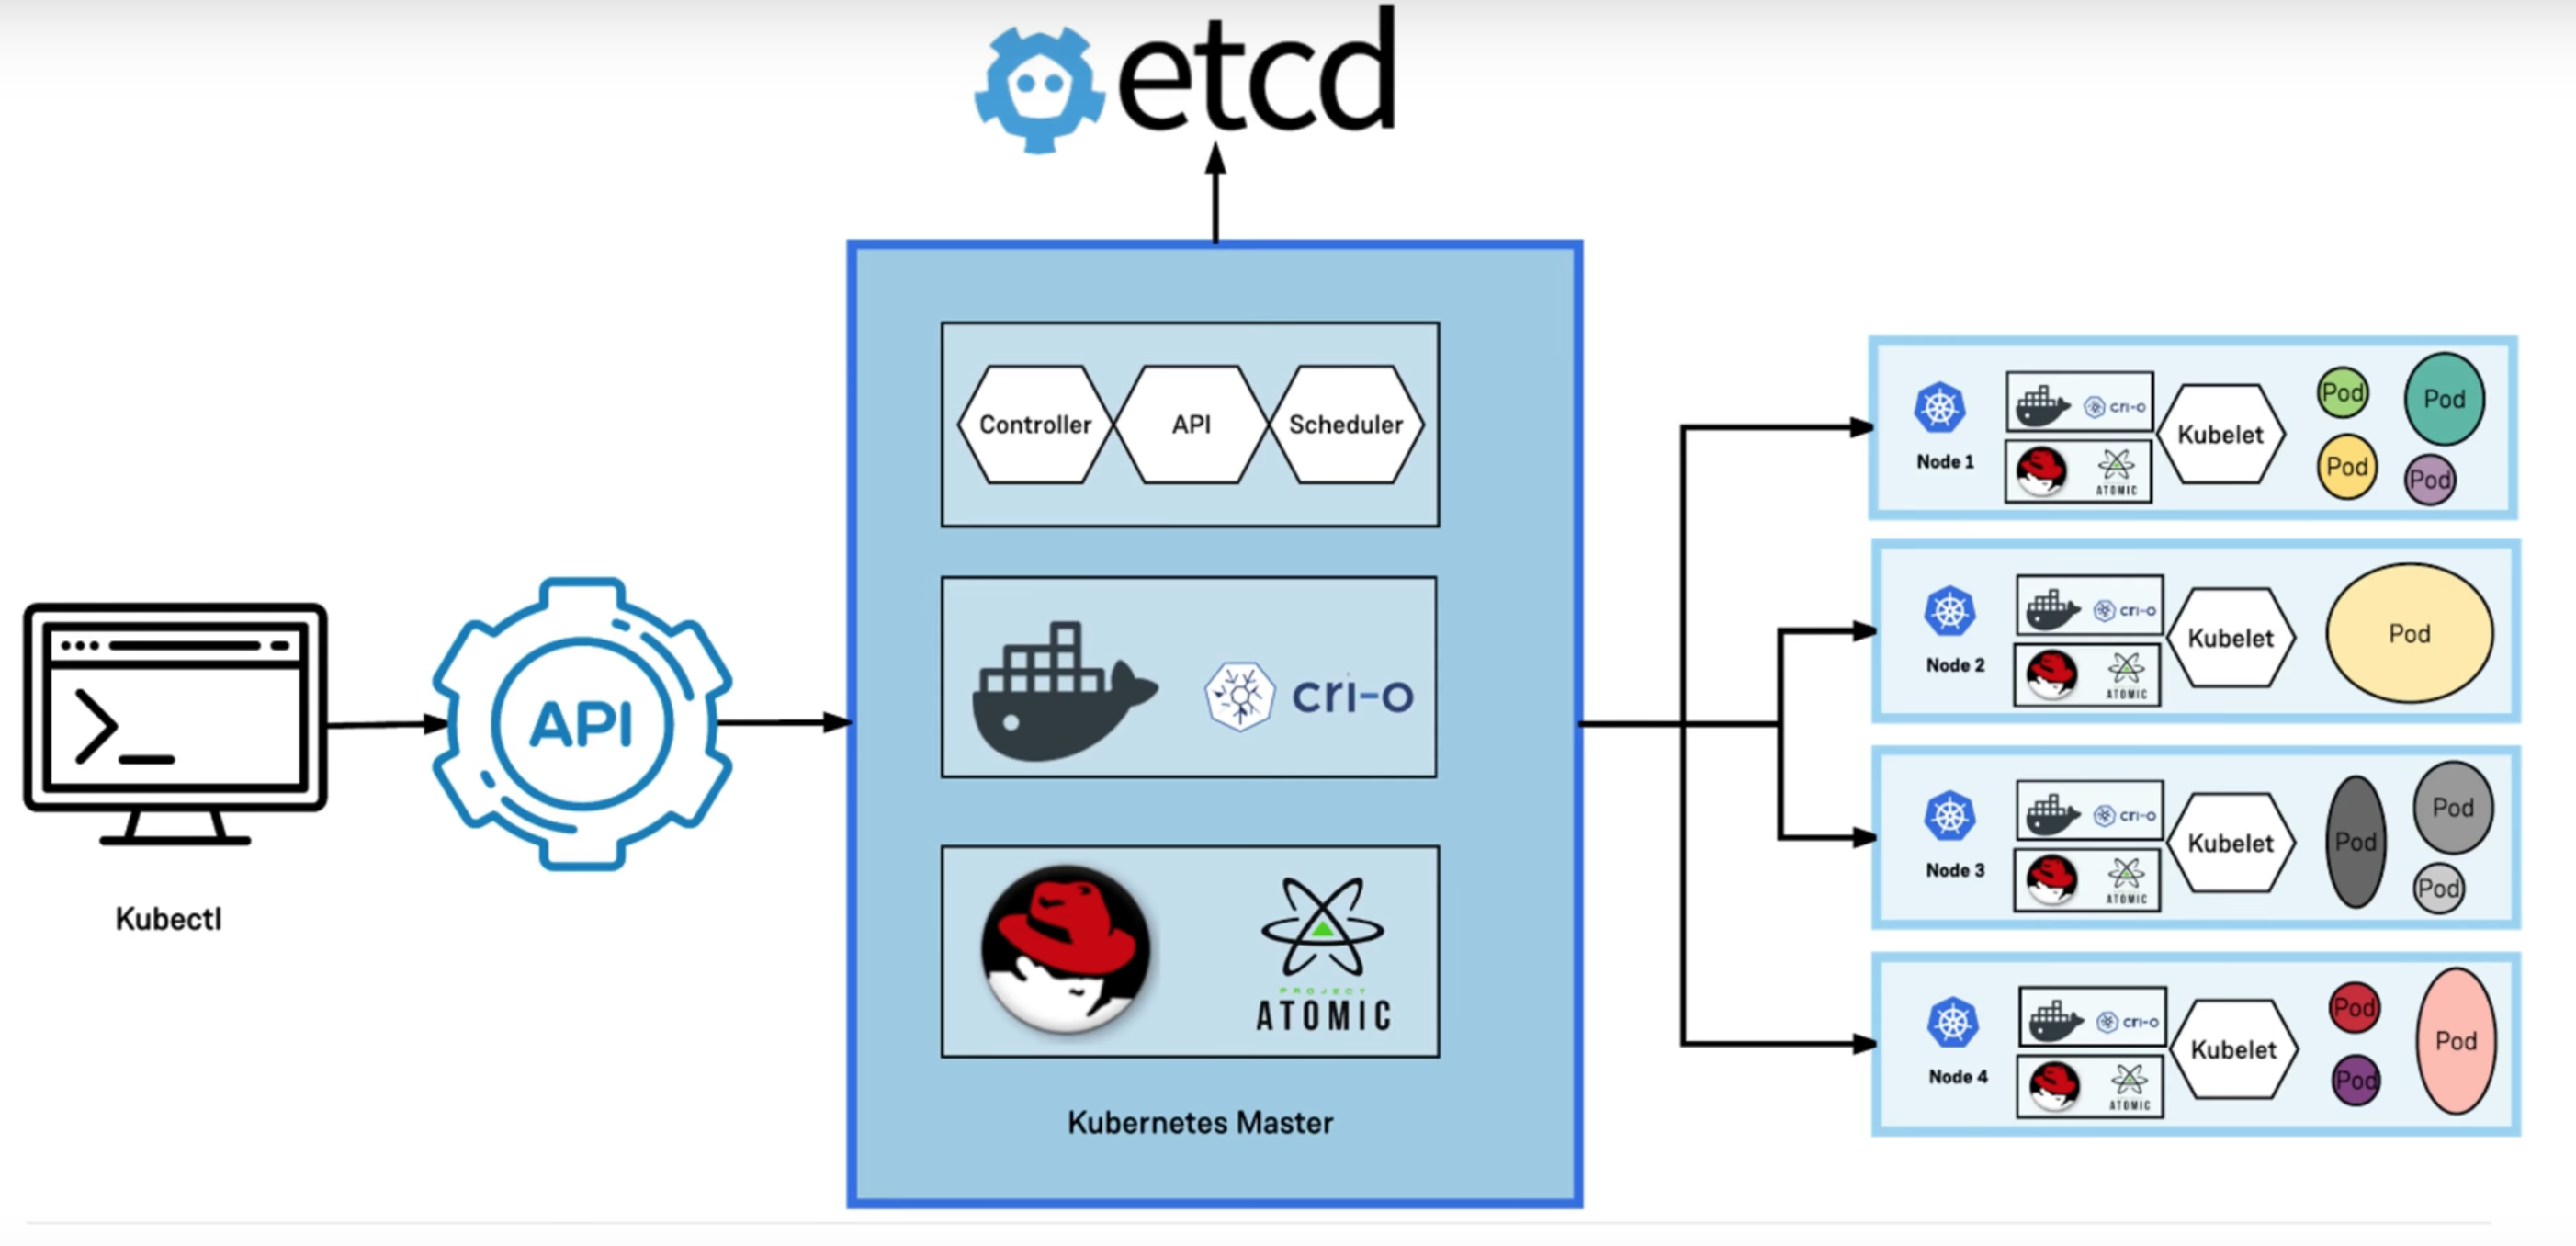 etcd
Controller
API
Scheduler
cri-o
PROJECT
ATOMIC
Kubernetes Master
API
Kubectl
Node 1
cri-o
ATOMIC
Kubelet
Pod
Pod
Pod
Pod
Node 2
cri-o
ATOMIC
Kubelet
Pod
Node 3
cri-o
ATOMIC
Kubelet
Pod
Pod
Pod
Node 4
cri-o
ATOMIC
Kubelet
Pod
Pod
Pod